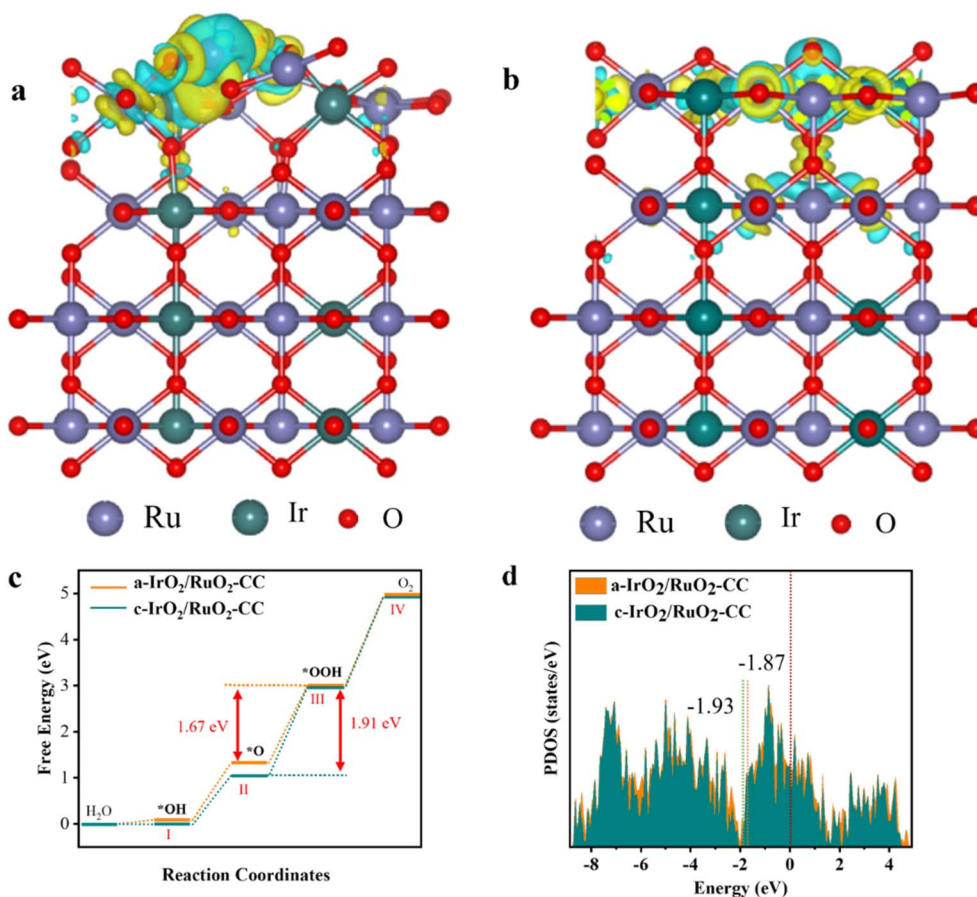 a
b
Ru Ir O
Ru Ir O
c
a-IrO₂/RuO₂-CC
c-IrO₂/RuO₂-CC
O₂
IV
*OOH
III
1.67 eV
1.91 eV
*O
II
*OH
H₂O
I
5
4
3
2
1
0
Free Energy (eV)
Reaction Coordinates
d
a-IrO₂/RuO₂-CC
c-IrO₂/RuO₂-CC
-1.87
-1.93
PDOS (states/eV)
-8 -6 -4 -2 0 2 4
Energy (eV)